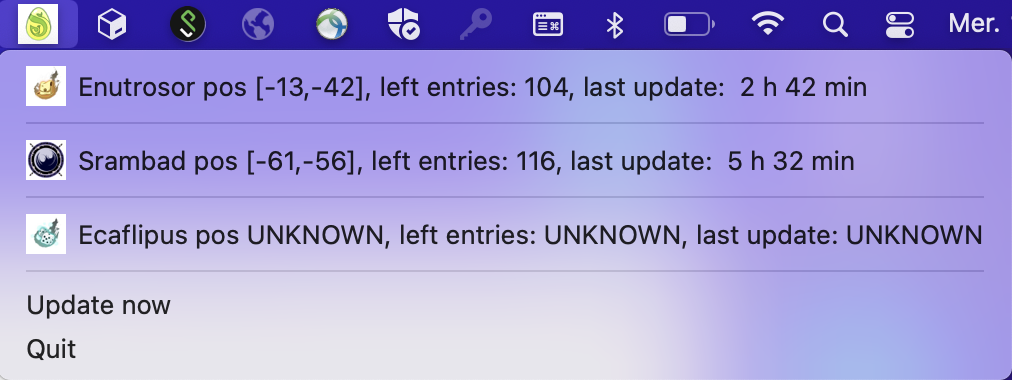 Mer.
Enutrosor pos [-13,-42], left entries: 104, last update:  2 h 42 min
Srambad pos [-61,-56], left entries: 116, last update:  5 h 32 min
Ecaflipus pos UNKNOWN, left entries: UNKNOWN, last update: UNKNOWN
Update now
Quit